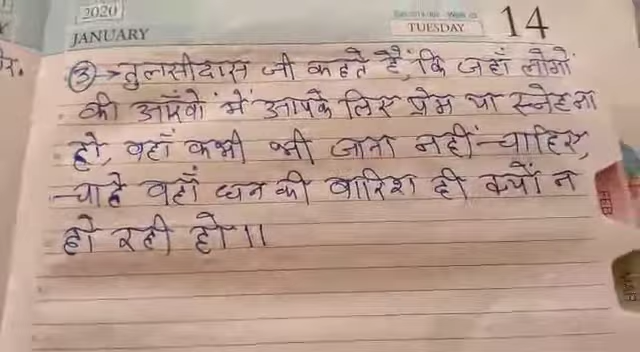 2020
JANUARY
TUESDAY 14
③→तुलसीदास जी कहते हैं, कि जहाँ लोगों
की आँखों में आपके लिए प्रेम या स्नेह ना
हो, वहाँ कभी भी जाना नहीं चाहिए,
चाहे वहाँ धन की बारिश ही क्यों न
हो रही हो।।
FEB